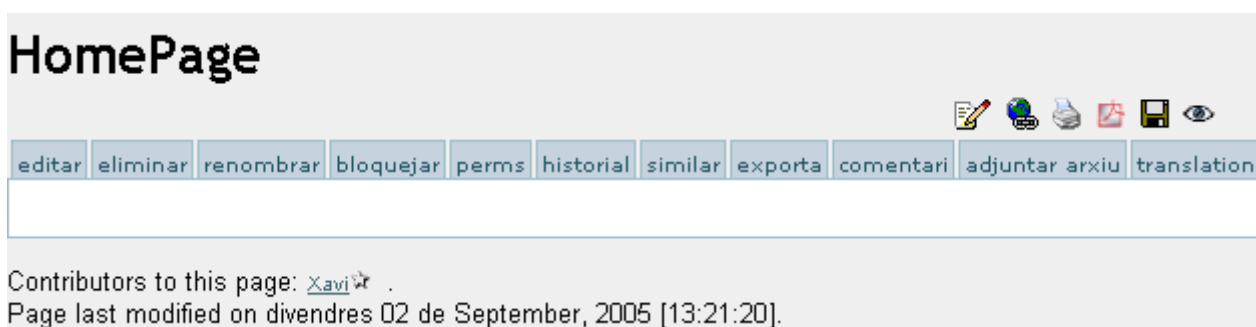 HomePage
editar eliminar renombrar bloquejar perms historial similar exporta comentari adjuntar arxiu translation
Contributors to this page: Xavi .
Page last modified on divendres 02 de September, 2005 [13:21:20].